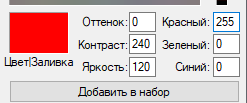 Оттенок: 0 Красный: 255
Контраст: 240 Зеленый: 0
Цвет|Заливка Яркость: 120 Синий: 0
Добавить в набор